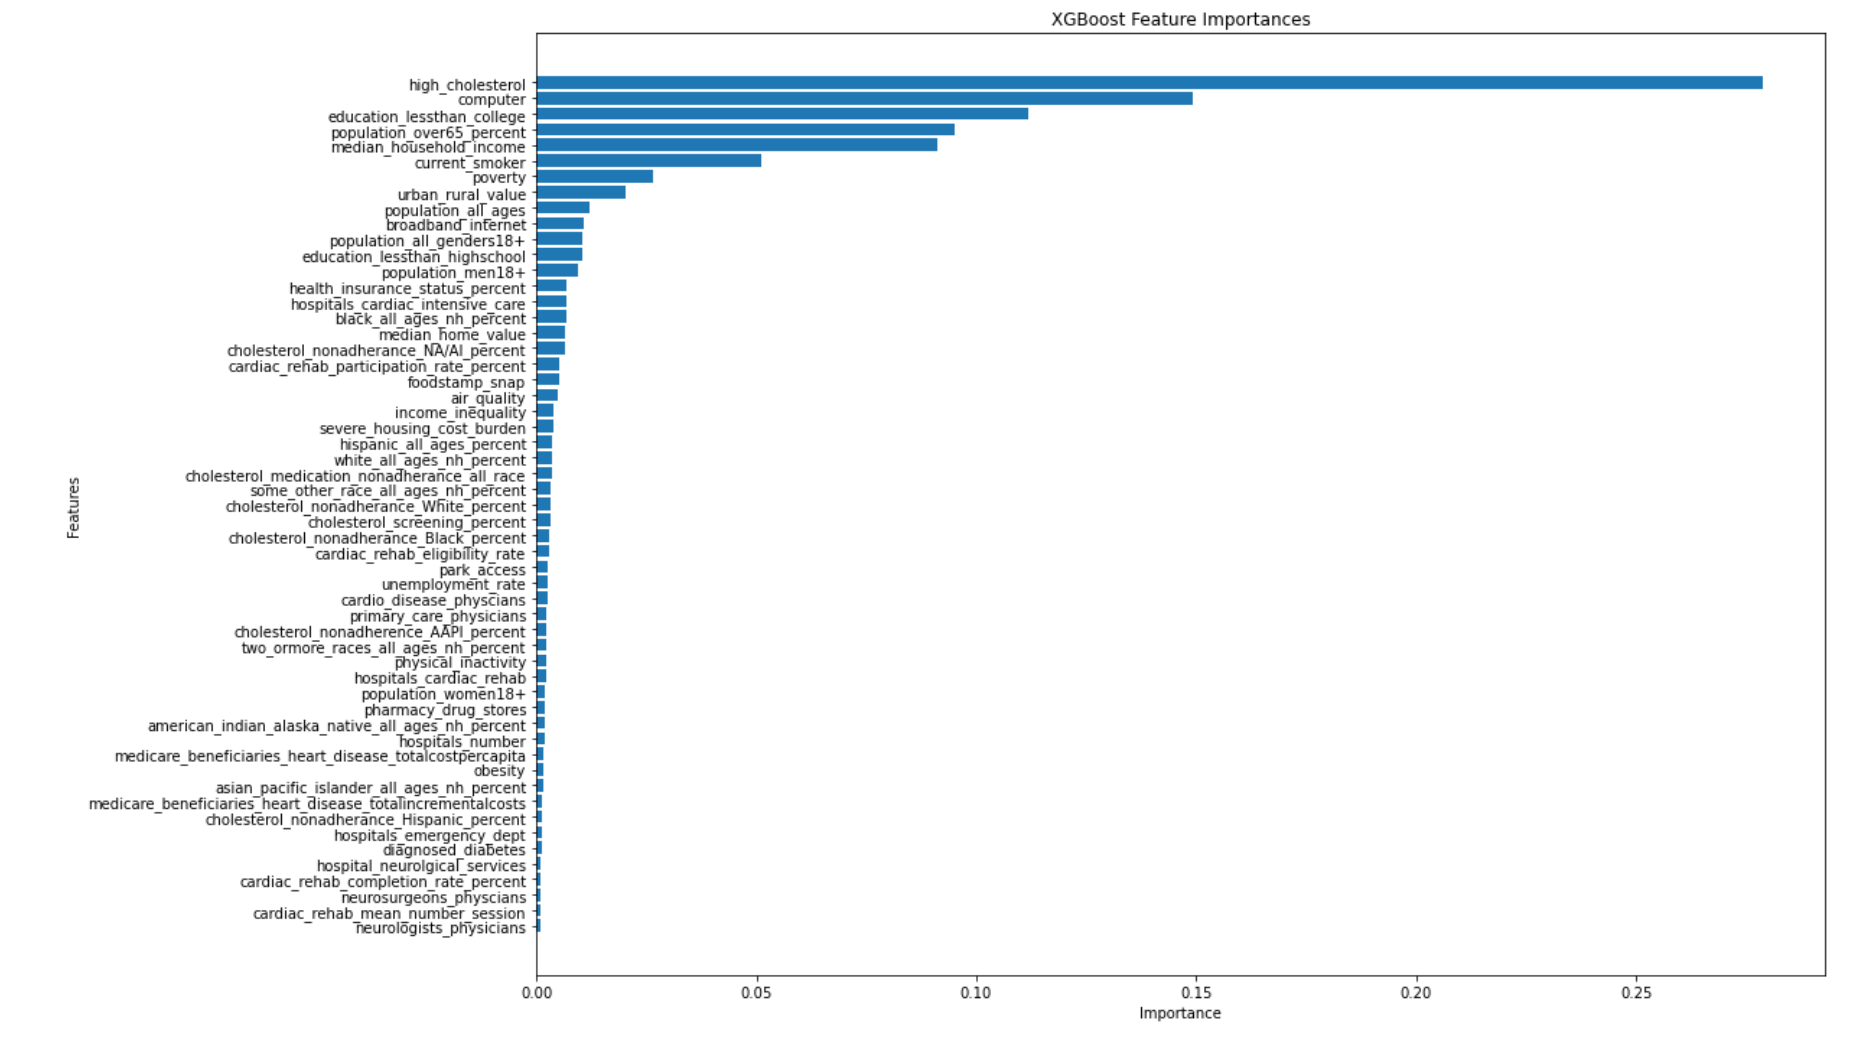 XGBoost Feature Importances
high_cholesterol
computer
education_lessthan_college
population_over65_percent
median_household_income
current_smoker
poverty
urban_rural_value
population_all_ages
broadband_internet
population_all_genders18+
education_lessthan_highschool
population_men18+
health_insurance_status_percent
hospitals_cardiac_intensive_care
black_all_ages_nh_percent
median_home_value
cholesterol_nonadherance_NA/AI_percent
cardiac_rehab_participation_rate_percent
foodstamp_snap
air_quality
income_inequality
severe_housing_cost_burden
hispanic_all_ages_percent
white_all_ages_nh_percent
cholesterol_medication_nonadherance_all_race
some_other_race_all_ages_nh_percent
cholesterol_nonadherance_White_percent
cholesterol_screening_percent
cholesterol_nonadherance_Black_percent
cardiac_rehab_eligibility_rate
park_access
unemployment_rate
cardio_disease_physcians
primary_care_physicians
cholesterol_nonadherence_AAPI_percent
two_ormore_races_all_ages_nh_percent
physical_inactivity
hospitals_cardiac_rehab
population_women18+
pharmacy_drug_stores
american_indian_alaska_native_all_ages_nh_percent
hospitals_number
medicare_beneficiaries_heart_disease_totalcostpercapita
obesity
asian_pacific_islander_all_ages_nh_percent
medicare_beneficiaries_heart_disease_totalincrementalcosts
cholesterol_nonadherance_Hispanic_percent
hospitals_emergency_dept
diagnosed_diabetes
hospital_neurolgical_services
cardiac_rehab_completion_rate_percent
neurosurgeons_physcians
cardiac_rehab_mean_number_session
neurologists_physicians
Features
0.00 0.05 0.10 0.15 0.20 0.25
Importance